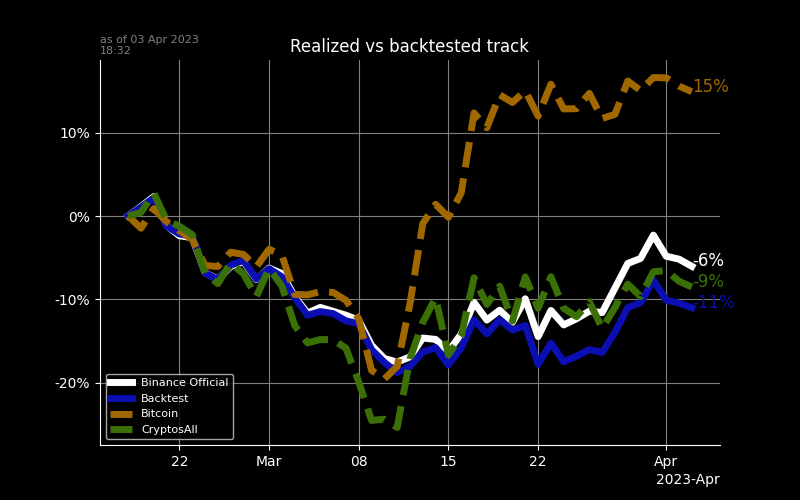 as of 03 Apr 2023
18:32
Realized vs backtested track
15%
10%
0%
-6%
-9%
-10%
-11%
-20%
Binance Official
Backtest
Bitcoin
CryptosAll
22 Mar 08 15 22 Apr
2023-Apr